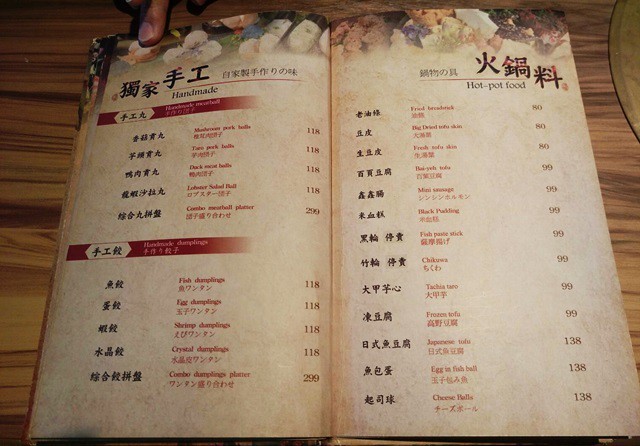 獨家手工 自家製手作りの味
Handmade
手工丸 Handmade meatball
手作り団子
香菇貢丸 Mushroom pork balls 118
椎茸肉団子
芋頭貢丸 Taro pork balls 118
芋肉団子
鴨肉貢丸 Duck meat balls 118
鴨肉団子
龍蝦沙拉丸 Lobster Salad Ball 118
ロブスター団子
綜合丸拼盤 Combo meatball platter 299
団子盛り合わせ
手工餃 Handmade dumplings
手作り餃子
魚餃 Fish dumplings 118
魚ワンタン
蛋餃 Egg dumplings 118
玉子ワンタン
蝦餃 Shrimp dumplings 118
えびワンタン
水晶餃 Crystal dumplings 118
水晶皮ワンタン
綜合餃拼盤 Combo dumplings platter 299
ワンタン盛り合わせ
鍋物の具 火鍋料
Hot-pot food
老油條 Fried breadstick 80
油條
豆皮 Big Dried tofu skin 80
大湯葉
生豆皮 Fresh tofu skin 80
生湯葉
百頁豆腐 Bai-yeh tofu 99
百葉豆腐
鑫鑫腸 Mini sausage 99
シンシンホルモン
米血糕 Black Pudding 99
米血糕
黑輪 停賣 Fish paste stick 99
薩摩揚げ
竹輪 停賣 Chikuwa 99
ちくわ
大甲芋心 Tachia taro 99
大甲芋
凍豆腐 Frozen tofu 99
高野豆腐
日式魚豆腐 Japanese tofu 138
日式魚豆腐
魚包蛋 Egg in fish ball 138
玉子包み魚
起司球 Cheese Balls 138
チーズボール